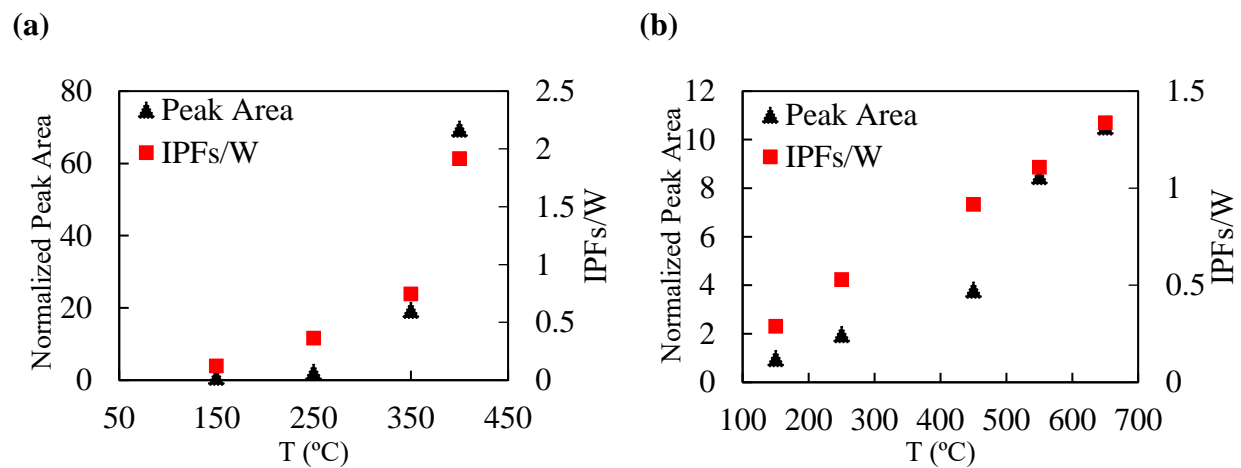 (a)
Normalized Peak Area
80
60
40
20
0
Peak Area
IPFs/W
2.5
2
1.5
1
0.5
0
IPFs/W
50
150
250
350
450
T (ºC)
(b)
Normalized Peak Area
12
10
8
6
4
2
0
Peak Area
IPFs/W
1.5
1
0.5
0
IPFs/W
100
200
300
400
500
600
700
T (ºC)